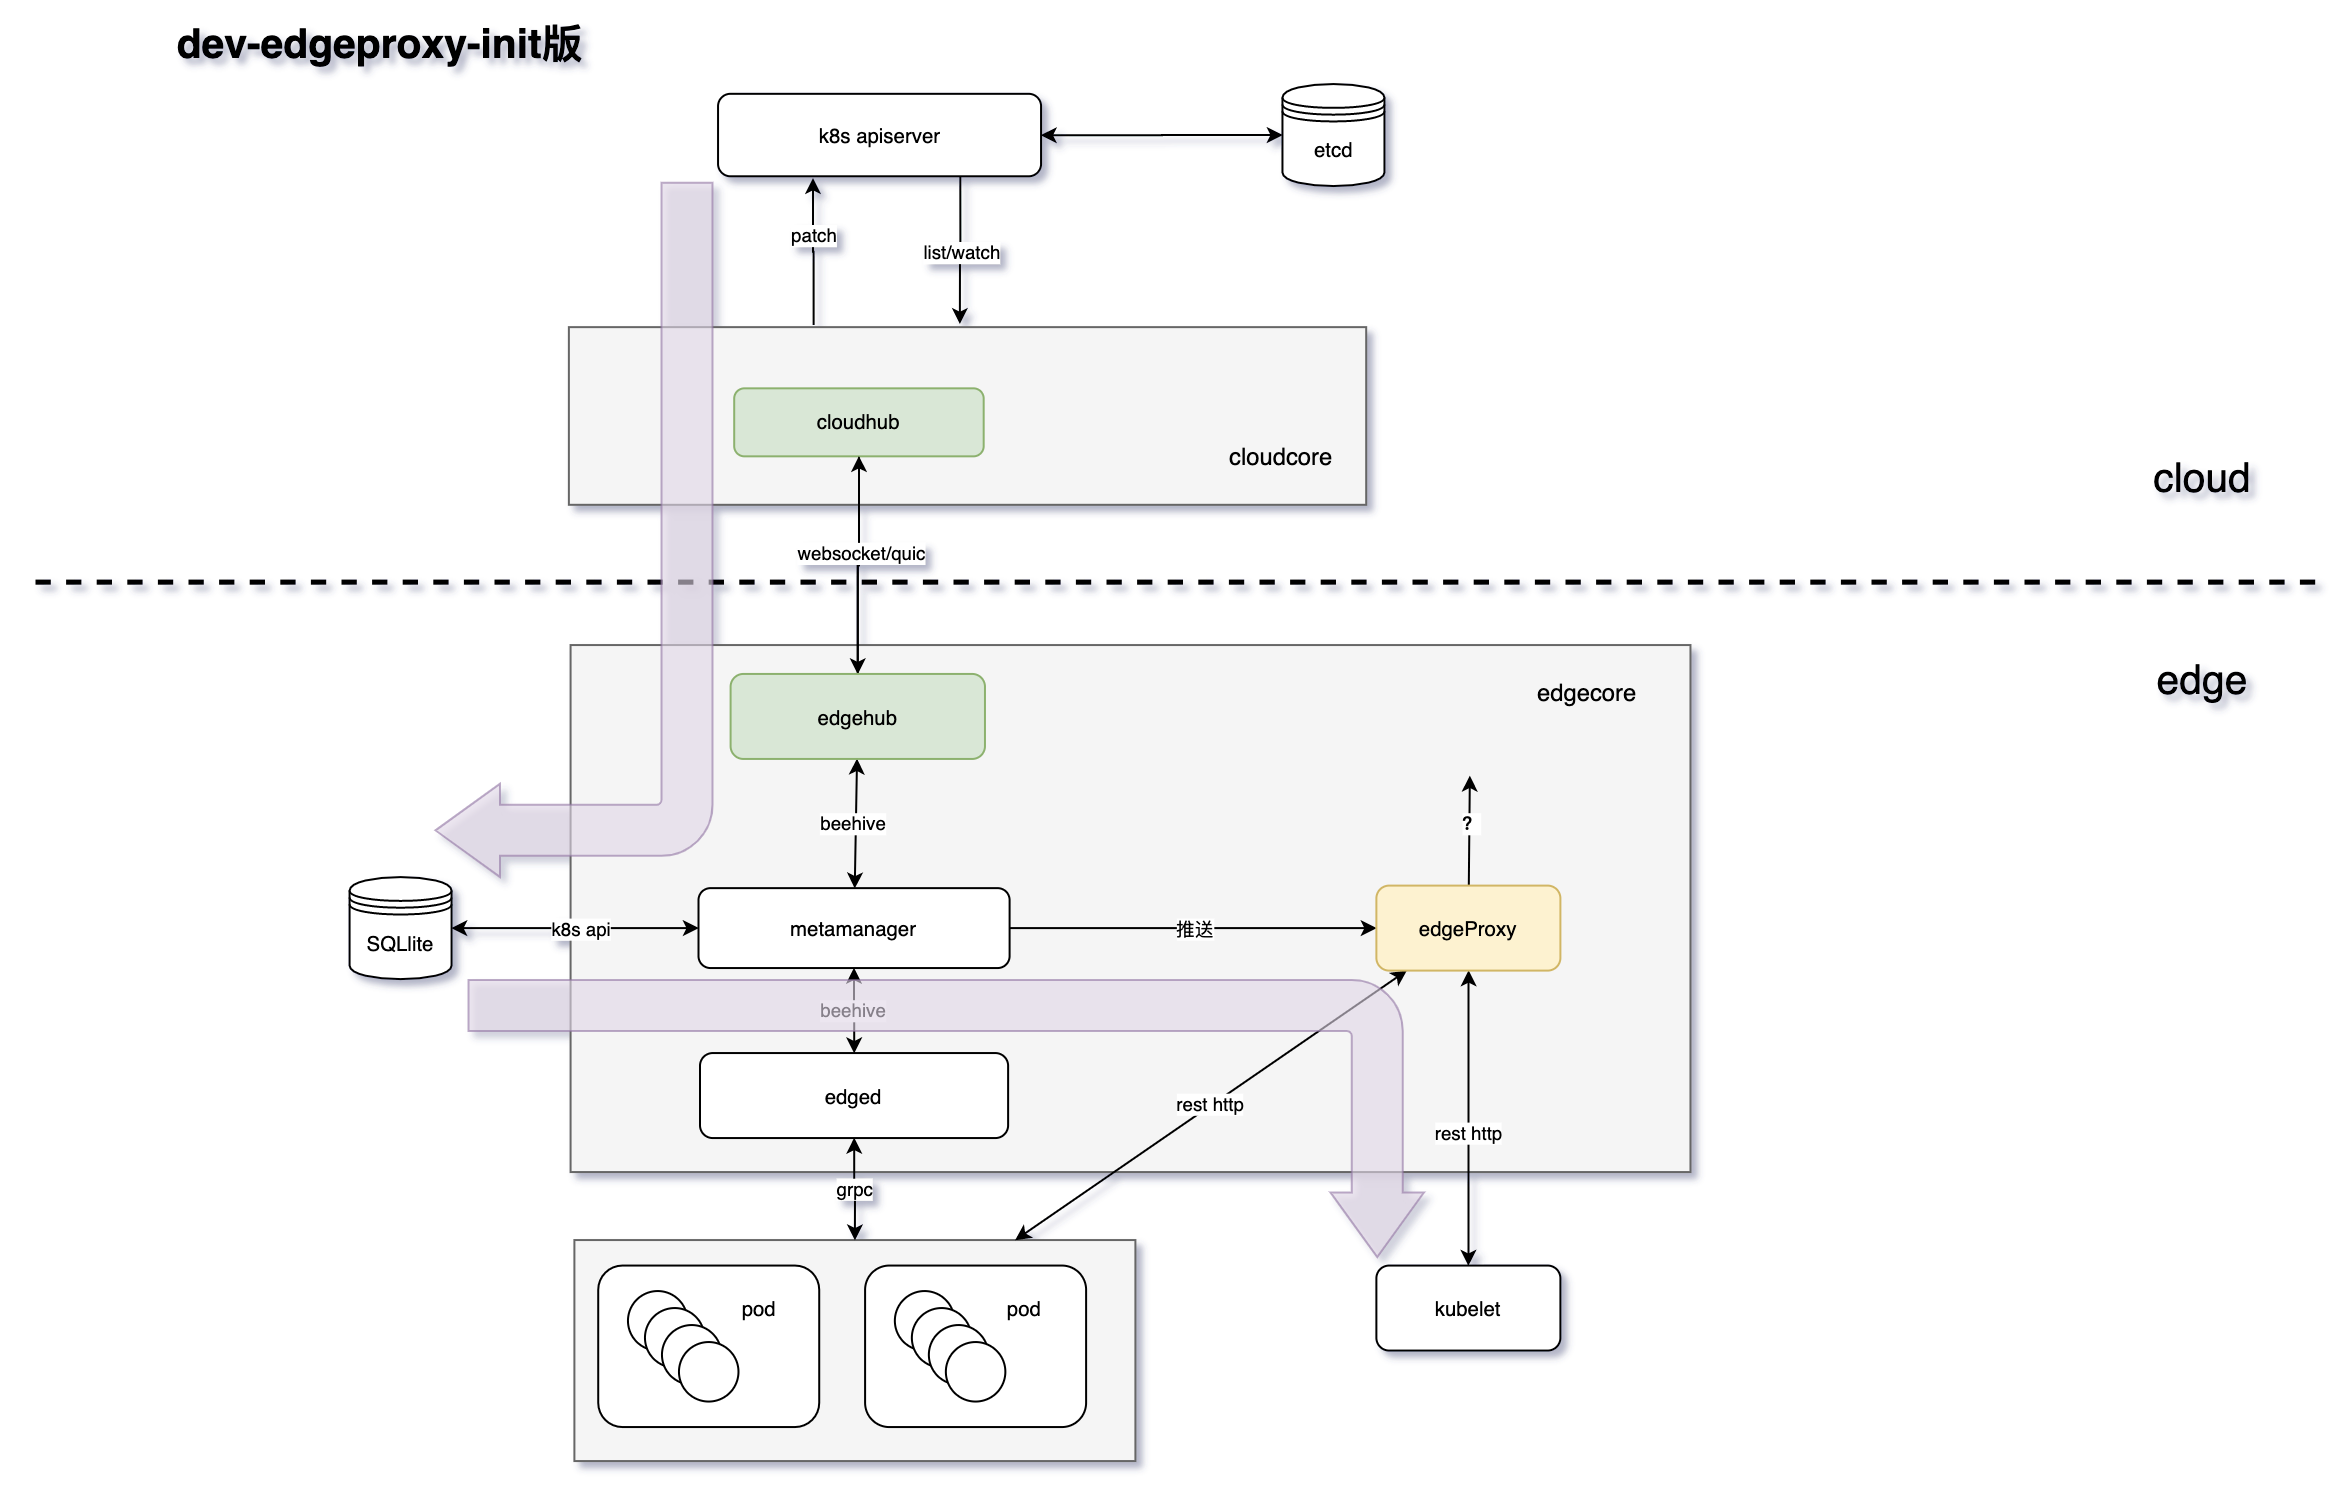 dev-edgeproxy-init版
k8s apiserver
etcd
patch
list/watch
cloudhub
cloudcore
cloud
websocket/quic
edge
edgecore
edgehub
beehive
?
SQLlite
k8s api
metamanager
推送
edgeProxy
beehive
edged
rest http
rest http
grpc
pod
pod
kubelet